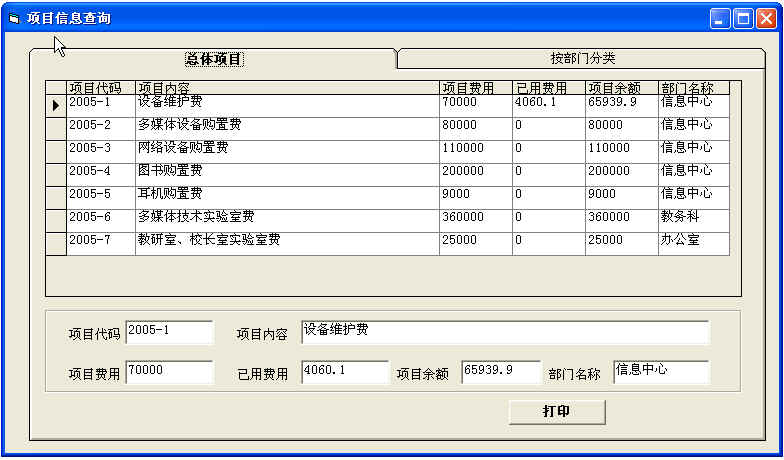 项目信息查询
总体项目 按部门分类
项目代码 项目内容 项目费用 已用费用 项目余额 部门名称
2005-1 设备维护费 70000 4060.1 65939.9 信息中心
2005-2 多媒体设备购置费 80000 0 80000 信息中心
2005-3 网络设备购置费 110000 0 110000 信息中心
2005-4 图书购置费 200000 0 200000 信息中心
2005-5 耳机购置费 9000 0 9000 信息中心
2005-6 多媒体技术实验室费 360000 0 360000 教务科
2005-7 教研室、校长室实验室费 25000 0 25000 办公室
项目代码 2005-1 项目内容 设备维护费
项目费用 70000 已用费用 4060.1 项目余额 65939.9 部门名称 信息中心
打印